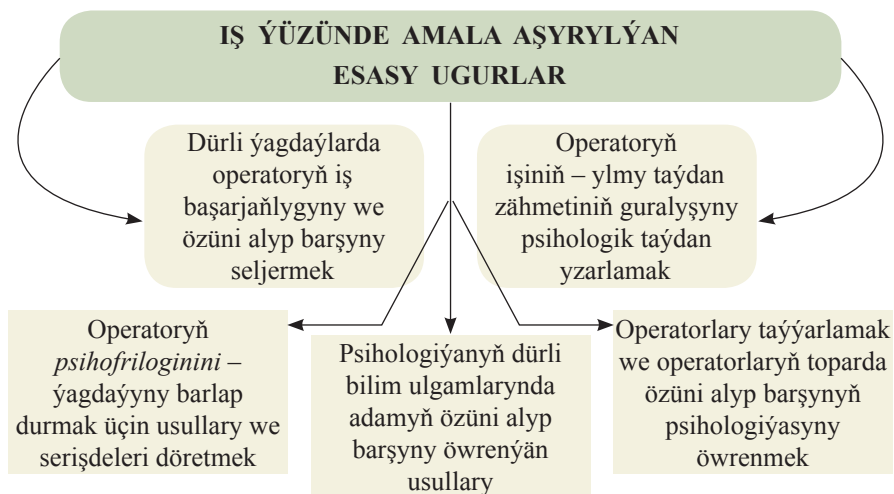 IŞ ÝÜZÜNDE AMALA AŞYRYLÝAN
ESASY UGURLAR
Dürli ýagdaýlarda
operatoryň iş
başarjaňlygyny we
özüni alyp barşyny
seljermek
Operatoryň
işiniň – ylmy taýdan
zähmetiniň guralyşyny
psihologik taýdan
yzarlamak
Operatoryň
psihofriloginini –
ýagdaýyny barlap
durmak üçin usullary we
serişdeleri döretmek
Psihologiýanyň dürli
bilim ulgamlarynda
adamyň özüni alyp
barşyny öwrenýän
usullary
Operatorlary taýýarlamak
we operatorlaryň toparda
özüni alyp barşynyň
psihologiýasyny
öwrenmek